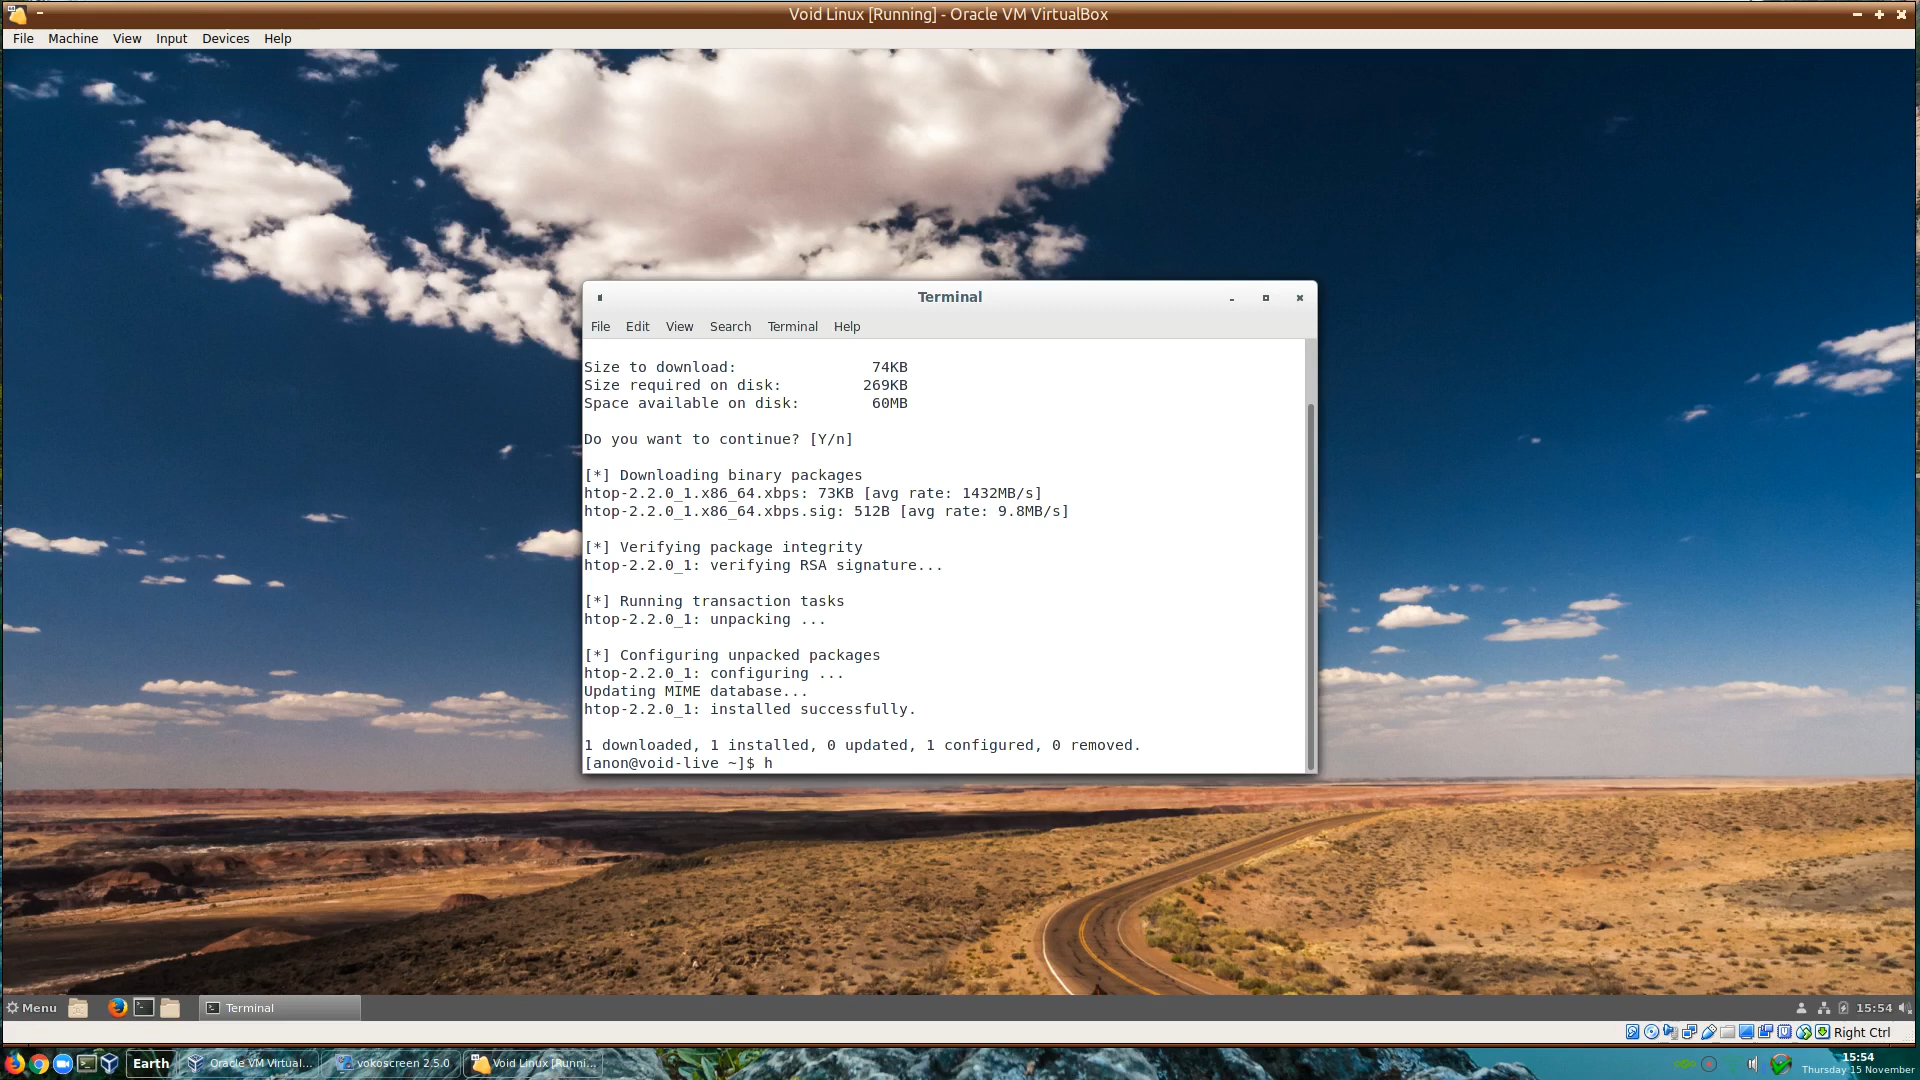 Void Linux [Running] - Oracle VM VirtualBox
File Machine View Input Devices Help
Terminal
File Edit View Search Terminal Help
Size to download: 74KB
Size required on disk: 269KB
Space available on disk: 60MB
Do you want to continue? [Y/n]
[*] Downloading binary packages
htop-2.2.0_1.x86_64.xbps: 73KB [avg rate: 1432MB/s]
htop-2.2.0_1.x86_64.xbps.sig: 512B [avg rate: 9.8MB/s]
[*] Verifying package integrity
htop-2.2.0_1: verifying RSA signature...
[*] Running transaction tasks
htop-2.2.0_1: unpacking ...
[*] Configuring unpacked packages
htop-2.2.0_1: configuring ...
Updating MIME database...
htop-2.2.0_1: installed successfully.
1 downloaded, 1 installed, 0 updated, 1 configured, 0 removed.
[anon@void-live ~]$ h
Menu Terminal 15:54
Right Ctrl
Earth Oracle VM Virtual... vokoscreen 2.5.0 Void Linux [Runni... 15:54
Thursday 15 November